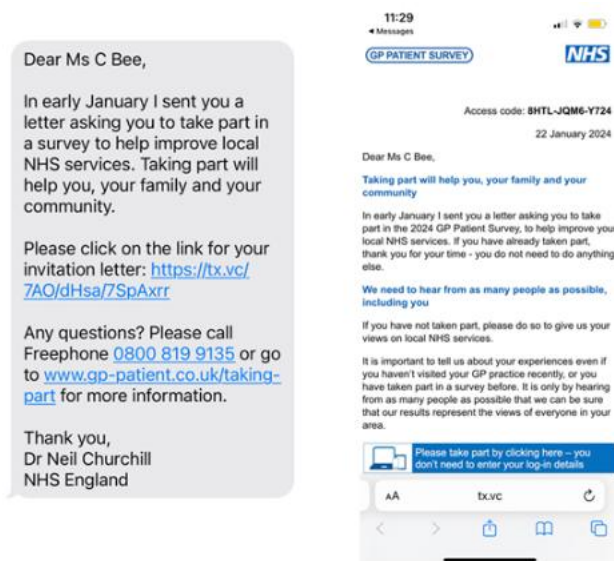 Dear Ms C Bee,
In early January I sent you a
letter asking you to take part in
a survey to help improve local
NHS services. Taking part will
help you, your family and your
community.
Please click on the link for your
invitation letter: https://tx.vc/
7AO/dHsa/7SpAxrr
Any questions? Please call
Freephone 0800 819 9135 or go
to www.gp-patient.co.uk/taking-
part for more information.
Thank you,
Dr Neil Churchill
NHS England
11:29
Messages
GP PATIENT SURVEY
NHS
Access code: 8HTL-JQM6-Y724
22 January 2024
Dear Ms C Bee,
Taking part will help you, your family and your
community
In early January I sent you a letter asking you to take
part in the 2024 GP Patient Survey, to help improve your
local NHS services. If you have already taken part,
thank you for your time - you do not need to do anything
else.
We need to hear from as many people as possible,
including you
If you have not taken part, please do so to give us your
views on local NHS services.
It is important to tell us about your experiences even if
you haven't visited your GP practice recently, or you
have taken part in a survey before. It is only by hearing
from as many people as possible that we can be sure
that our results represent the views of everyone in your
area.
Please take part by clicking here – you
don't need to enter your log-in details
AA
tx.vc